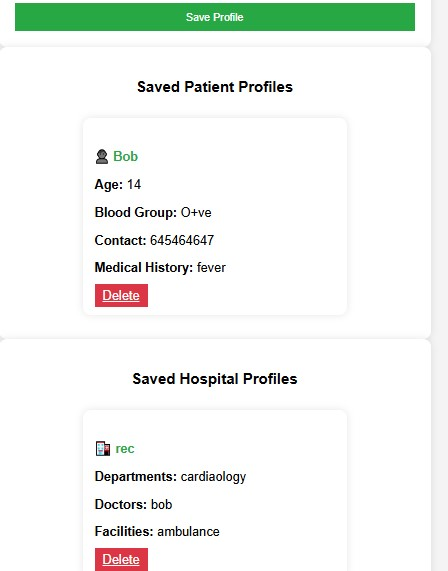 Save Profile
Saved Patient Profiles
Bob
Age: 14
Blood Group: O+ve
Contact: 645464647
Medical History: fever
Delete
Saved Hospital Profiles
rec
Departments: cardaiology
Doctors: bob
Facilities: ambulance
Delete